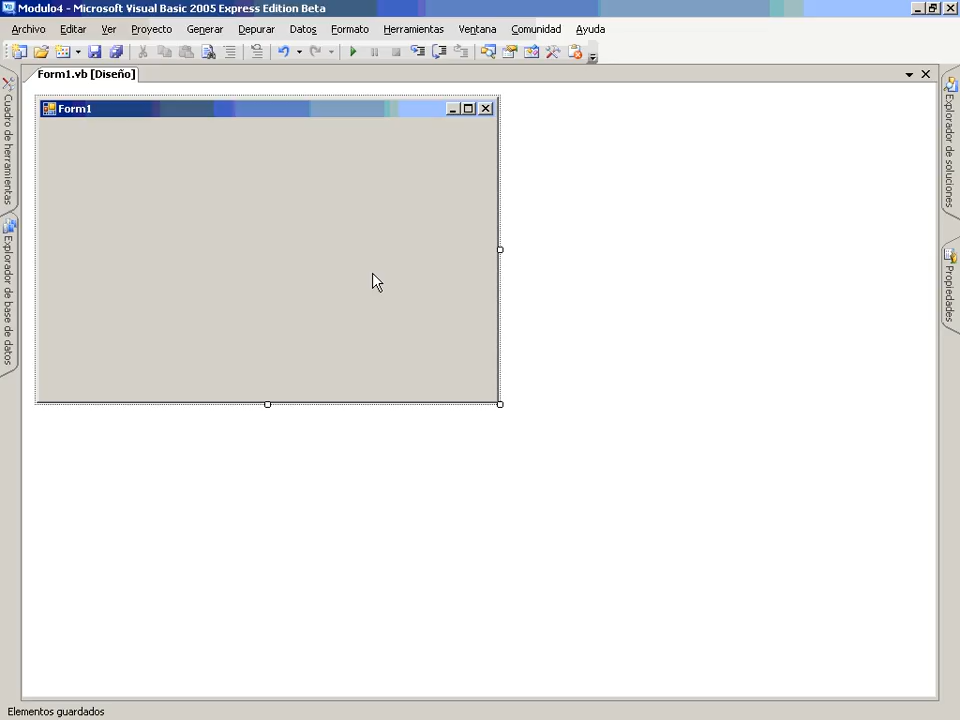 Modulo4 - Microsoft Visual Basic 2005 Express Edition Beta
Archivo Editar Ver Proyecto Generar Depurar Datos Formato Herramientas Ventana Comunidad Ayuda
Form1.vb [Diseño]
Form1
Cuadro de herramientas
Explorador de base de datos
Explorador de soluciones
Propiedades
Elementos guardados